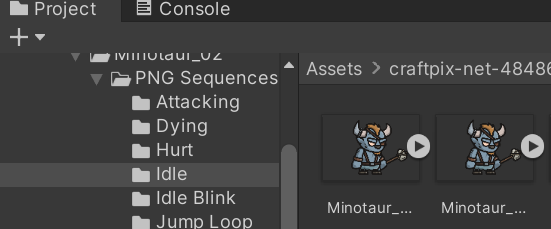 Project
Console
Minotaur_02
PNG Sequences
Attacking
Dying
Hurt
Idle
Idle Blink
Jump Loop
Assets > craftpix-net-48486
Minotaur_...
Minotaur_...